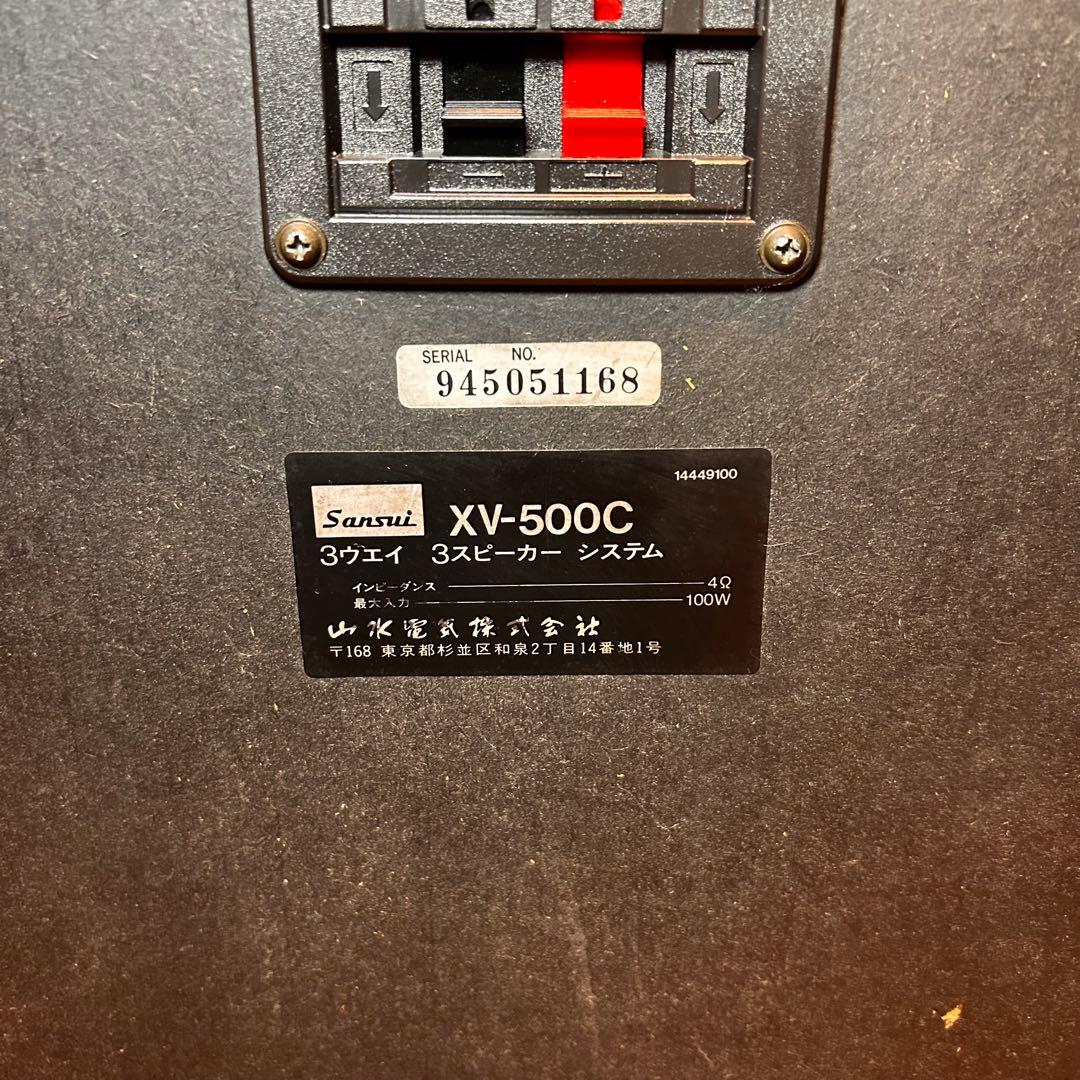 − +
SERIAL NO.
945051168
14449100
Sansui XV-500C
3ウエイ 3スピーカー システム
インピーダンス 4Ω
最大入力 100W
山水電気株式会社
〒168 東京都杉並区和泉2丁目14番地1号